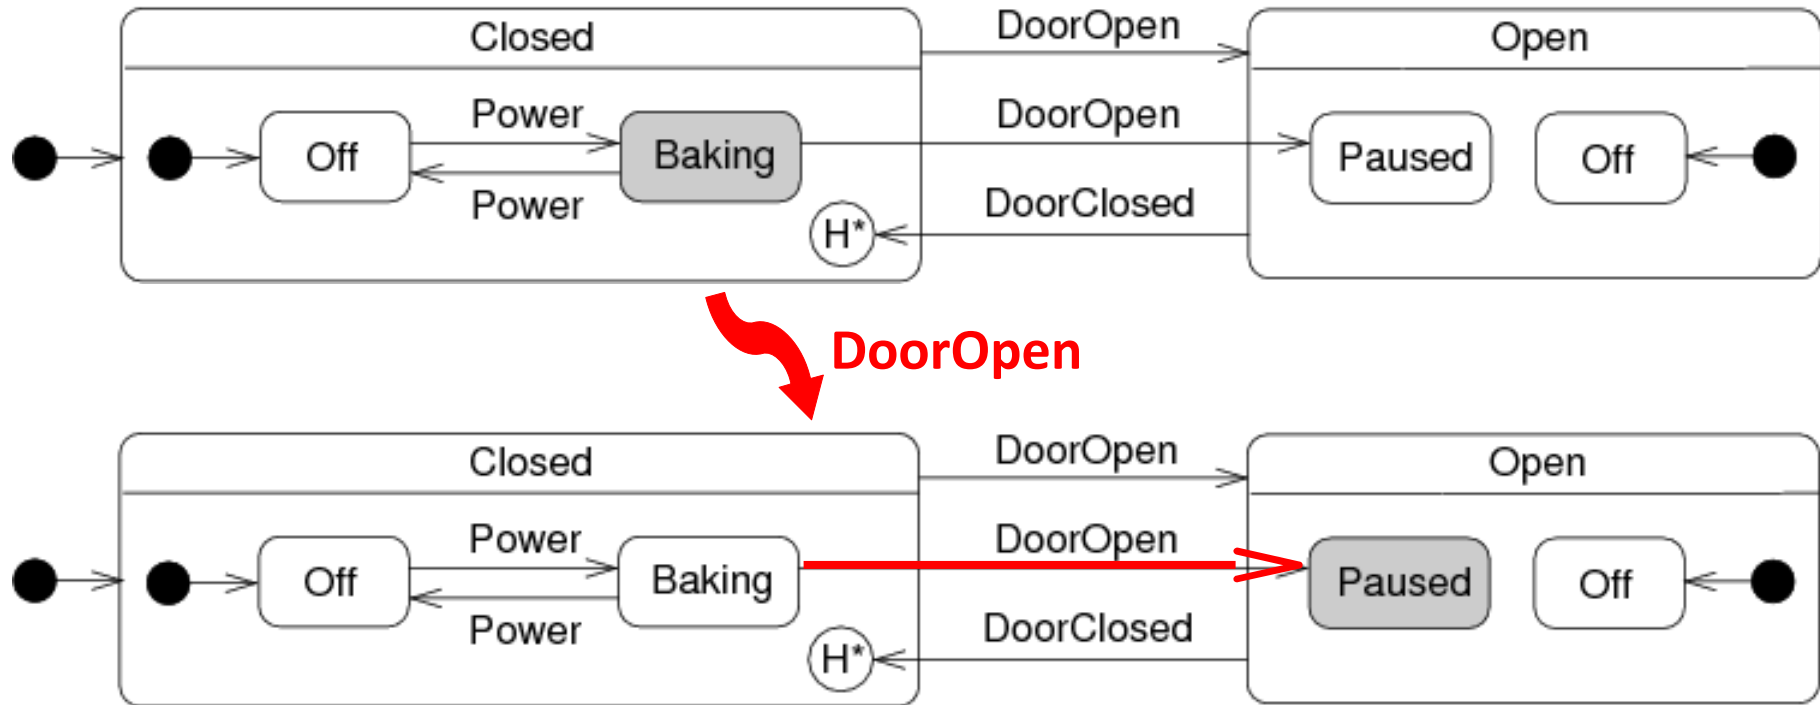 Closed
DoorOpen
Open
Power
DoorOpen
Off
Baking
Paused
Off
Power
DoorClosed
H*
DoorOpen
Closed
DoorOpen
Open
Power
DoorOpen
Off
Baking
Paused
Off
Power
DoorClosed
H*